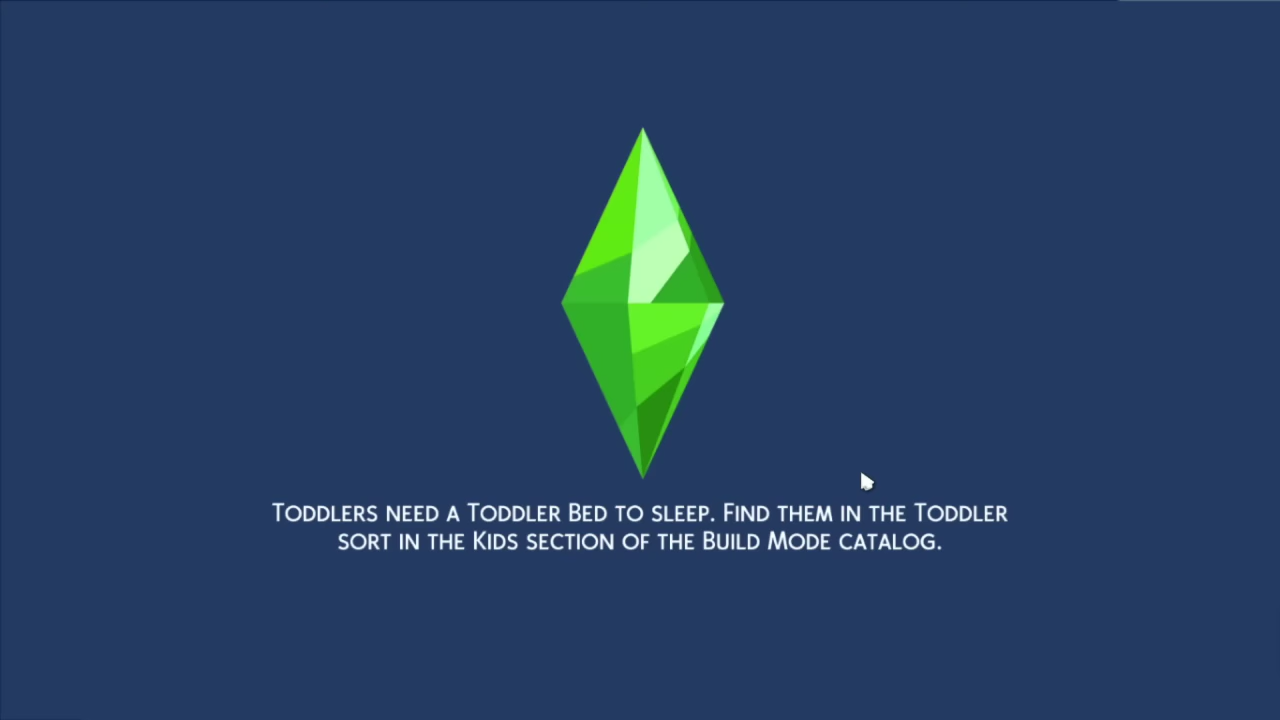 Toddlers need a Toddler Bed to sleep. Find them in the Toddler
sort in the Kids section of the Build Mode catalog.